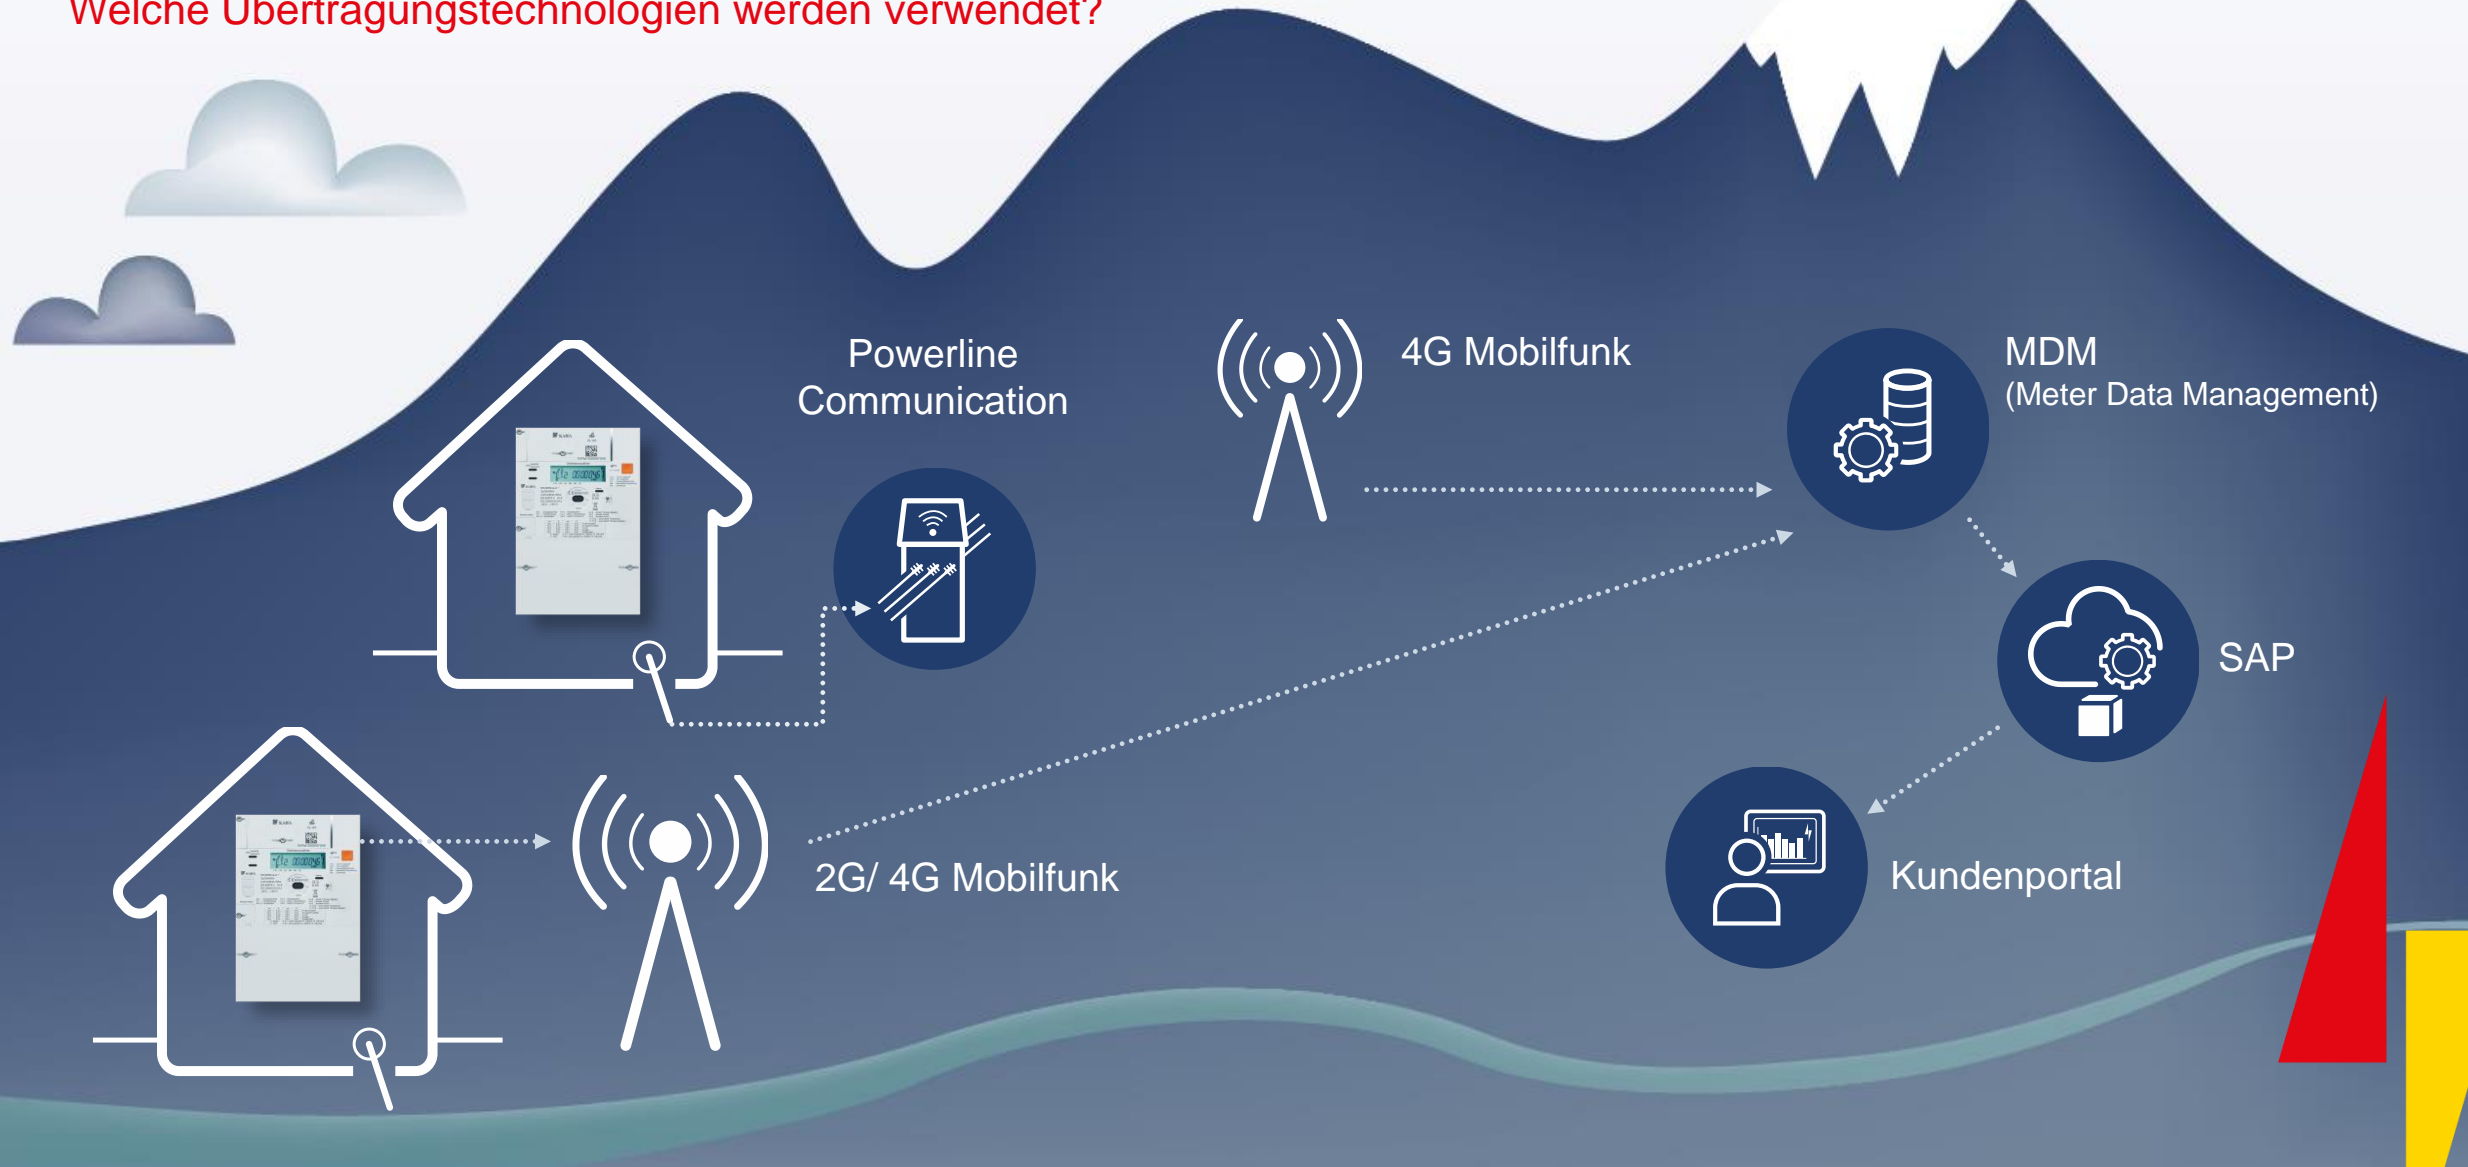 Welche Übertragungstechnologien werden verwendet?
Powerline
Communication
4G Mobilfunk
MDM
(Meter Data Management)
SAP
2G/ 4G Mobilfunk
Kundenportal